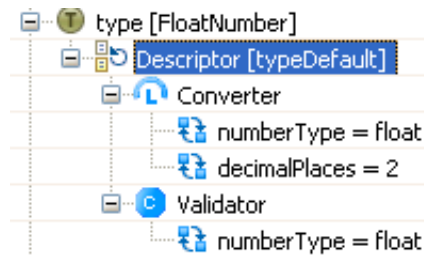 type [FloatNumber]
Descriptor [typeDefault]
Converter
numberType = float
decimalPlaces = 2
Validator
numberType = float